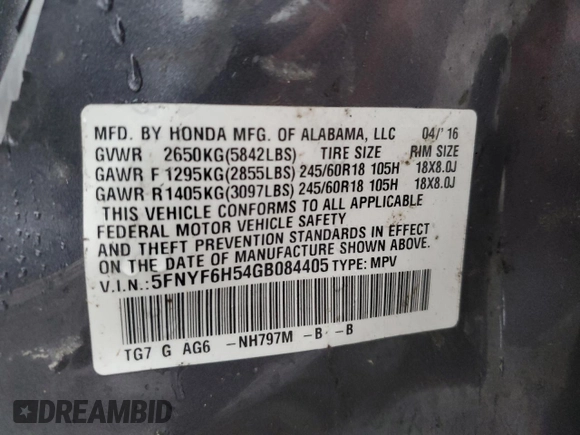 MFD. BY HONDA MFG. OF ALABAMA, LLC 04/'16
GVWR 2650KG(5842LBS) TIRE SIZE RIM SIZE
GAWR F 1295KG(2855LBS) 245/60R18 105H 18X8.0J
GAWR R 1405KG(3097LBS) 245/60R18 105H 18X8.0J
THIS VEHICLE CONFORMS TO ALL APPLICABLE
FEDERAL MOTOR VEHICLE SAFETY
AND THEFT PREVENTION STANDARDS IN EFFECT
ON THE DATE OF MANUFACTURE SHOWN ABOVE.
V.I.N.:5FNYF6H54GB084405 TYPE: MPV
TG7 G AG6 -NH797M -B -B
DREAMBID